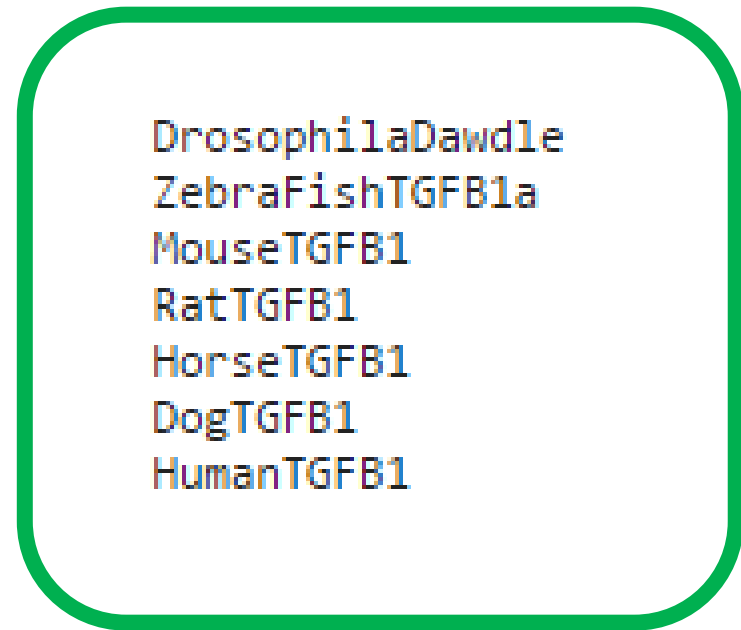 DrosophilaDawdle
ZebraFishTGFB1a
MouseTGFB1
RatTGFB1
HorseTGFB1
DogTGFB1
HumanTGFB1